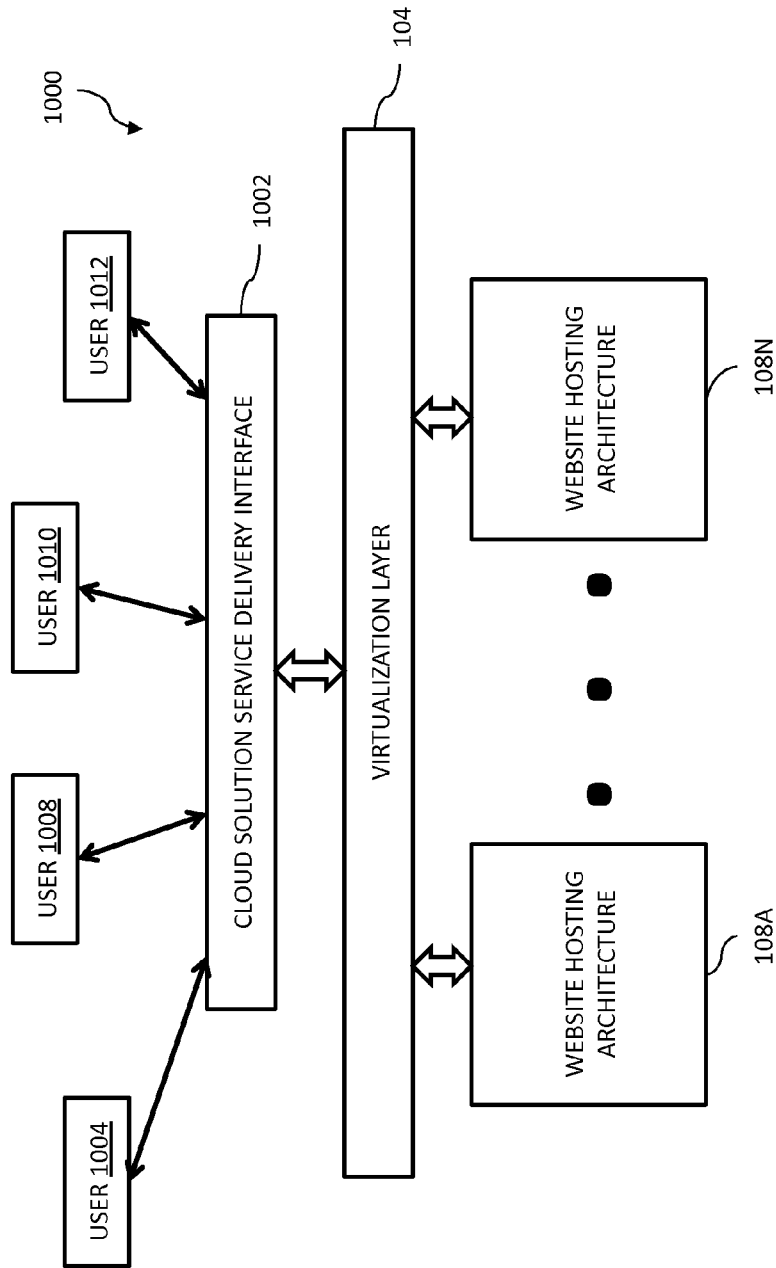 1000
USER 1004
USER 1008
USER 1010
USER 1012
1002
CLOUD SOLUTION SERVICE DELIVERY INTERFACE
104
VIRTUALIZATION LAYER
WEBSITE HOSTING
ARCHITECTURE
108A
WEBSITE HOSTING
ARCHITECTURE
108N